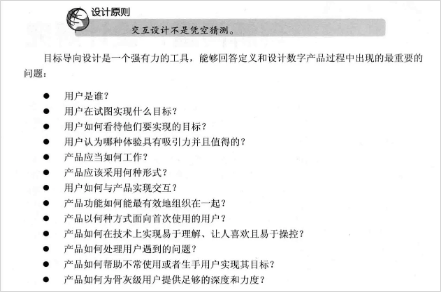 设计原则
交互设计不是凭空猜测。
目标导向设计是一个强有力的工具，能够回答定义和设计数字产品过程中出现的最重要的
问题：
● 用户是谁？
● 用户在试图实现什么目标？
● 用户如何看待他们要实现的目标？
● 用户认为哪种体验具有吸引力并且值得的？
● 产品应当如何工作？
● 产品应该采用何种形式？
● 用户如何与产品实现交互？
● 产品功能如何能最有效地组织在一起？
● 产品以何种方式面向首次使用的用户？
● 产品如何在技术上实现易于理解、让人喜欢且易于操控？
● 产品如何处理用户遇到的问题？
● 产品如何帮助不常使用或者生手用户实现其目标？
● 产品如何为骨灰级用户提供足够的深度和力度？